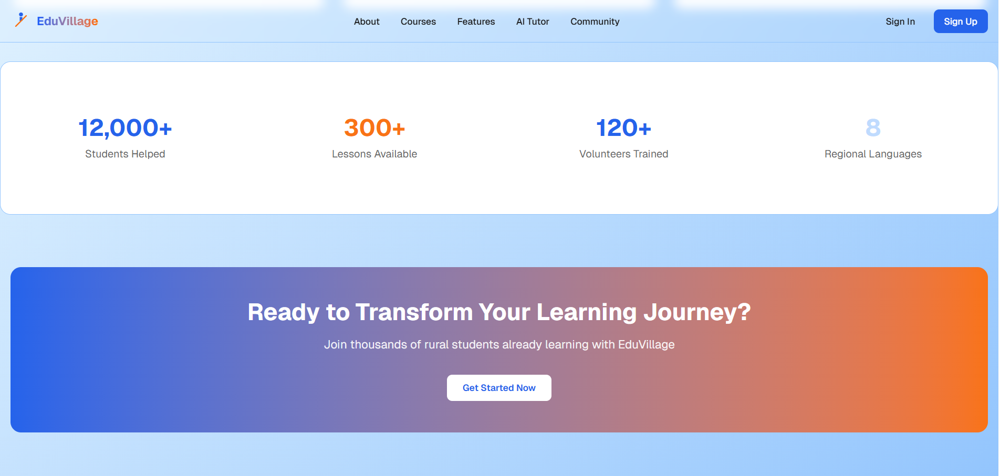 EduVillage
About Courses Features AI Tutor Community
Sign In Sign Up
12,000+ 300+ 120+ 8
Students Helped Lessons Available Volunteers Trained Regional Languages
Ready to Transform Your Learning Journey?
Join thousands of rural students already learning with EduVillage
Get Started Now